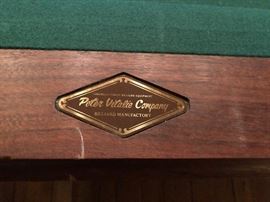 Peter Vitalie Company
BILLIARD MANUFACTORY